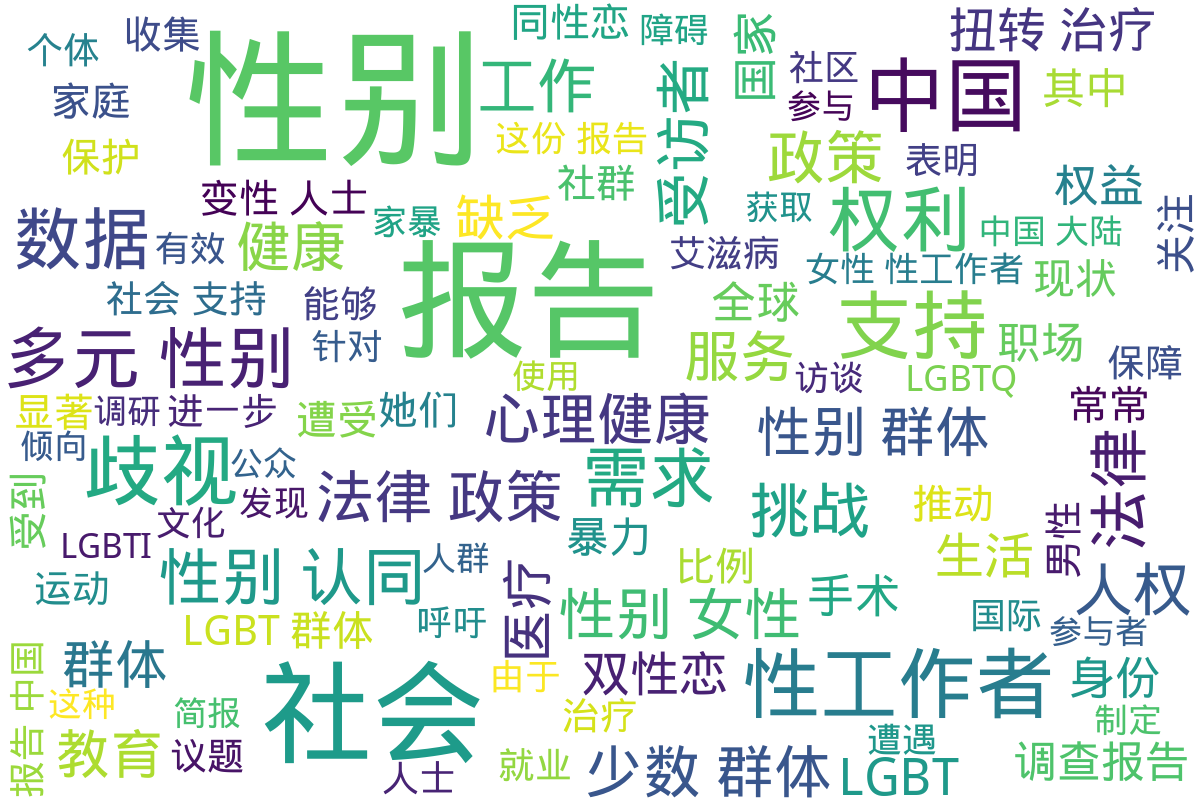 性别
报告
社会
中国
工作
同性恋
障碍
国家
扭转 治疗
个体
收集
社区
其中
家庭
参与
受访者
保护
这份 报告
政策
表明
变性 人士
社群
权益
数据
家暴
缺乏
获取
权利
中国 大陆
关注
有效
健康
艾滋病
女性 性工作者
现状
社会 支持
能够
全球
支持
多元 性别
针对
服务
职场
保障
使用
访谈
LGBTQ
显著
调研
进一步
遭受
她们
心理健康
性别 群体
常常
倾向
歧视
公众
法律 政策
需求
挑战
推动
法律
受到
发现
文化
暴力
男性
LGBTI
性别 认同
人群
比例
生活
运动
医疗
手术
人权
LGBT 群体
呼吁
性别 女性
国际
参与者
报告 中国
群体
由于
双性恋
性工作者
身份
这种
简报
治疗
制定
教育
议题
遭遇
人士
就业
少数 群体
LGBT
调查报告